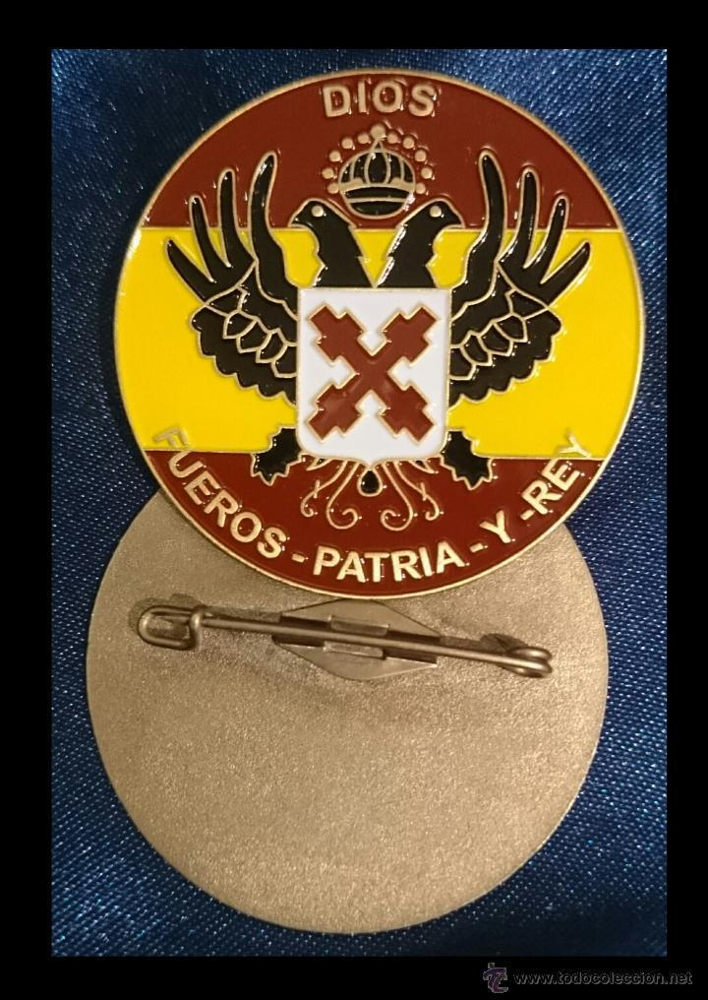 DIOS
FUEROS - PATRIA - Y - REY
www.todocoleccion.net